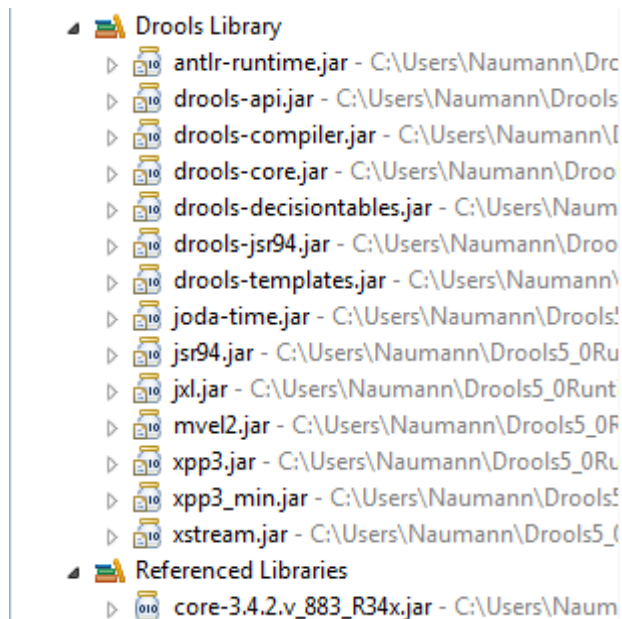 Drools Library
antlr-runtime.jar - C:\Users\Naumann\Drc
drools-api.jar - C:\Users\Naumann\Drools
drools-compiler.jar - C:\Users\Naumann\[
drools-core.jar - C:\Users\Naumann\Droo
drools-decisiontables.jar - C:\Users\Naum
drools-jsr94.jar - C:\Users\Naumann\Droo
drools-templates.jar - C:\Users\Naumann\
joda-time.jar - C:\Users\Naumann\Drools!
jsr94.jar - C:\Users\Naumann\Drools5_0Ru
jxl.jar - C:\Users\Naumann\Drools5_0Runt
mvel2.jar - C:\Users\Naumann\Drools5_0R
xpp3.jar - C:\Users\Naumann\Drools5_0Ru
xpp3_min.jar - C:\Users\Naumann\Drools!
xstream.jar - C:\Users\Naumann\Drools5_(
Referenced Libraries
core-3.4.2.v_883_R34x.jar - C:\Users\Naum